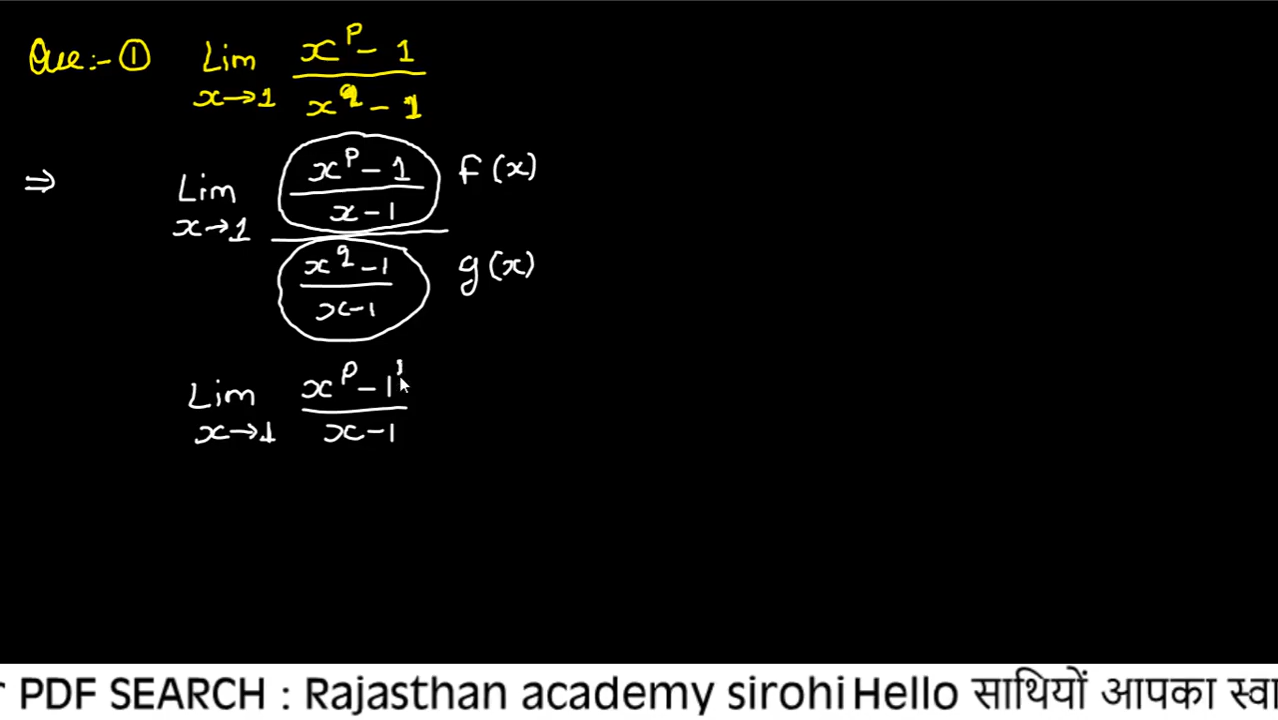 Que:- ① Lim x→1 x^p - 1 / x^q - 1
⇒ Lim x→1 (x^p - 1 / x - 1) / (x^q - 1 / x - 1)
f(x)
g(x)
Lim x→1 x^p - 1^1 / x - 1
r PDF SEARCH : Rajasthan academy sirohi Hello साथियों आपका स्वा